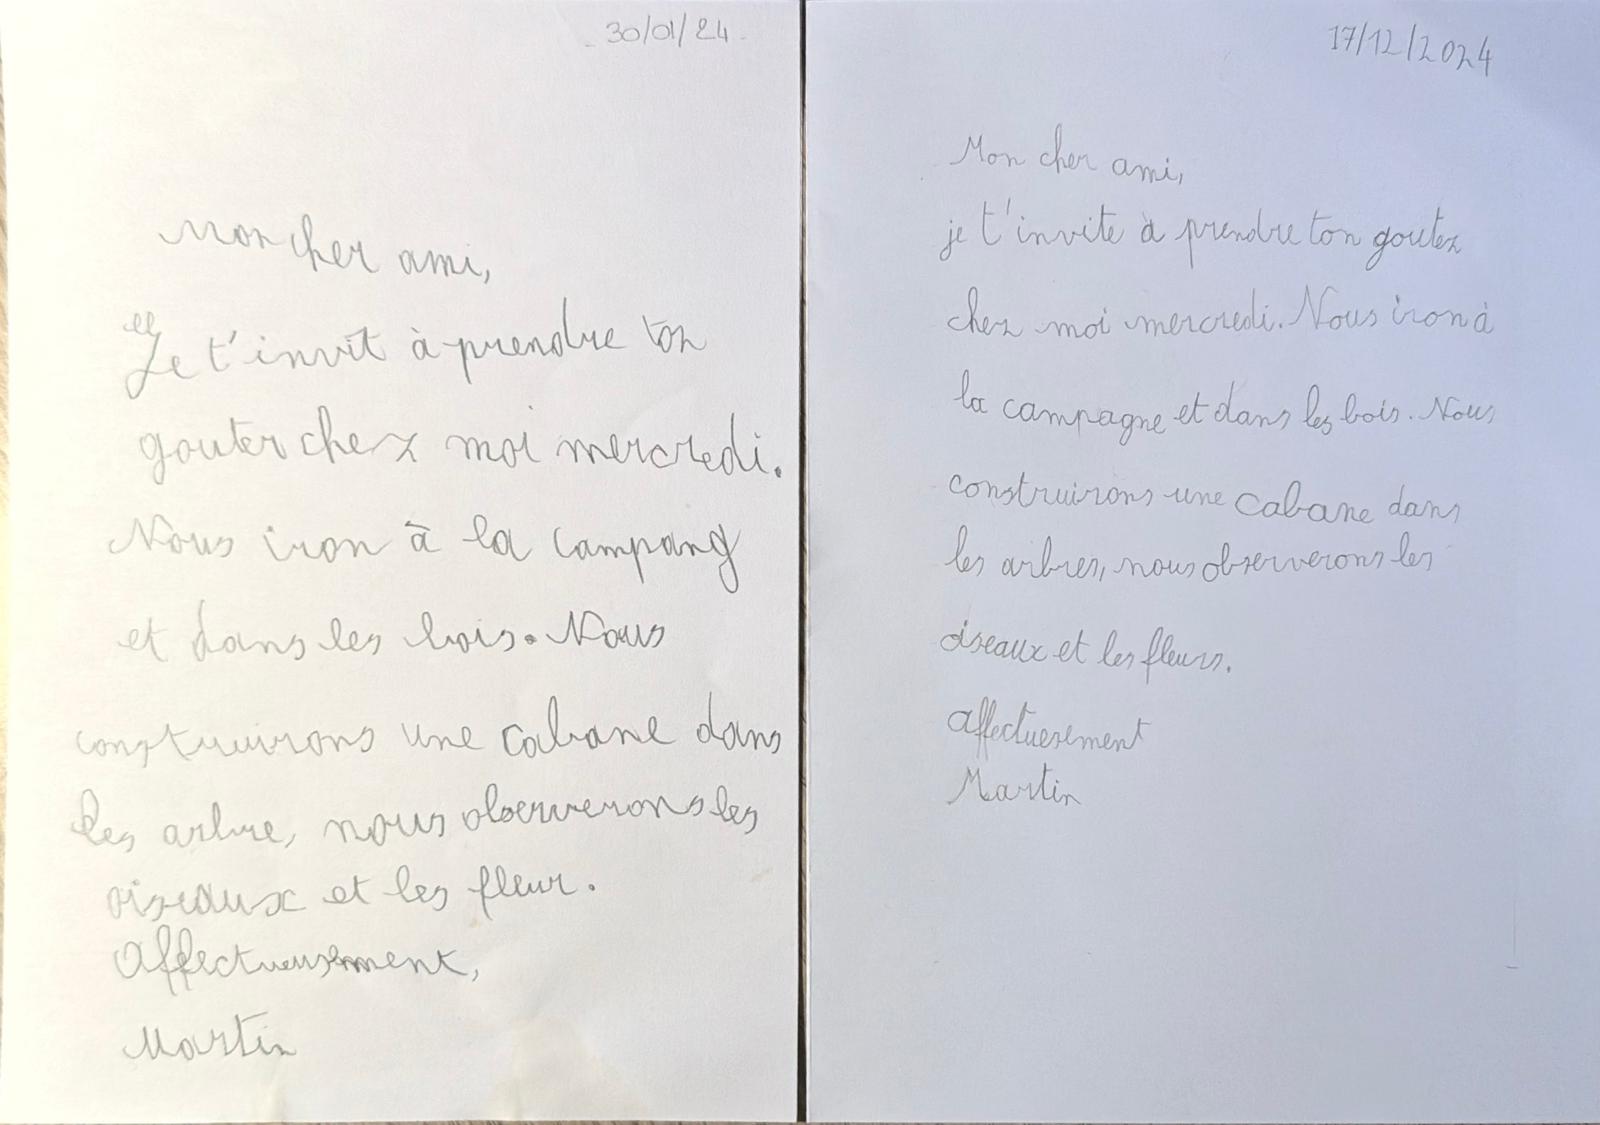 30/01/24
Mon cher ami,
Je t'invit à prendre ton
gouter chez moi mercredi.
Nous iron à la campang
et dans les bois. Nous
construirons une cabane dans
les arbre, nous observerons les
oiseaux et les fleur.
Affectueusement,
Martin
17/12/2024
Mon cher ami,
je t'invite à prendre ton goutez
chez moi mercredi. Nous iron à
la campagne et dans les bois. Nous
construirons une cabane dans
les arbres, nous observerons les
oiseaux et les fleurs.
affectuesement
Martin